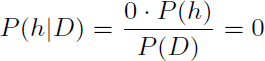 P(h|D) = \frac{0 \cdot P(h)}{P(D)} = 0